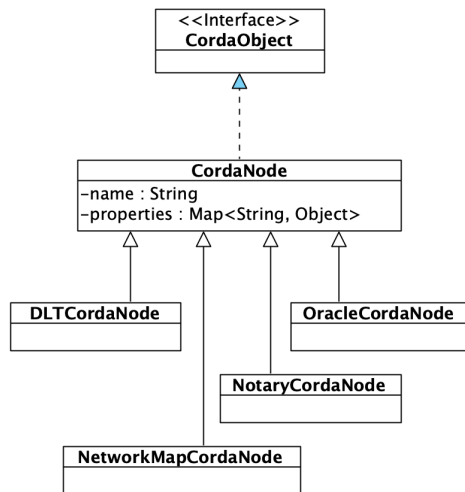 <<Interface>>
CordaObject
CordaNode
-name : String
-properties : Map<String, Object>
DLTCordaNode
OracleCordaNode
NotaryCordaNode
NetworkMapCordaNode